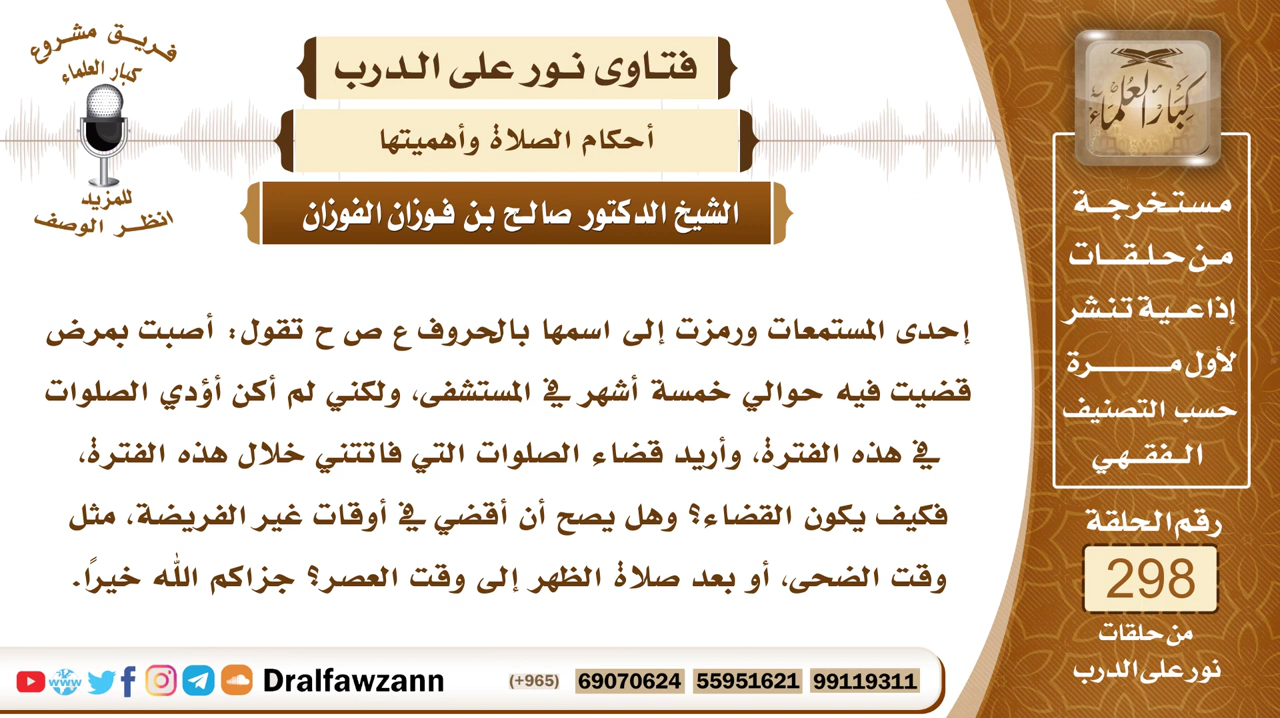 فريق مشروع
كبار العلماء
للمزيد
انظر الوصف
فتاوى نور على الدرب
أحكام الصلاة وأهميتها
الشيخ الدكتور صالح بن فوزان الفوزان
إحدى المستمعات ورمزت إلى اسمها بالحروف ع ص ح تقول: أصبت بمرض
قضيت فيه حوالي خمسة أشهر في المستشفى، ولكني لم أكن أؤدي الصلوات
في هذه الفترة، وأريد قضاء الصلوات التي فاتتني خلال هذه الفترة،
فكيف يكون القضاء؟ وهل يصح أن أقضي في أوقات غير الفريضة، مثل
وقت الضحى، أو بعد صلاة الظهر إلى وقت العصر؟ جزاكم الله خيرًا.
كبار العلماء
مستخرجة
من حلقات
إذاعية تنشر
لأول مرة
حسب التصنيف
الفقهي
رقم الحلقة
298
من حلقات
نور على الدرب
www Dralfawzann (+965) 69070624 55951621 99119311